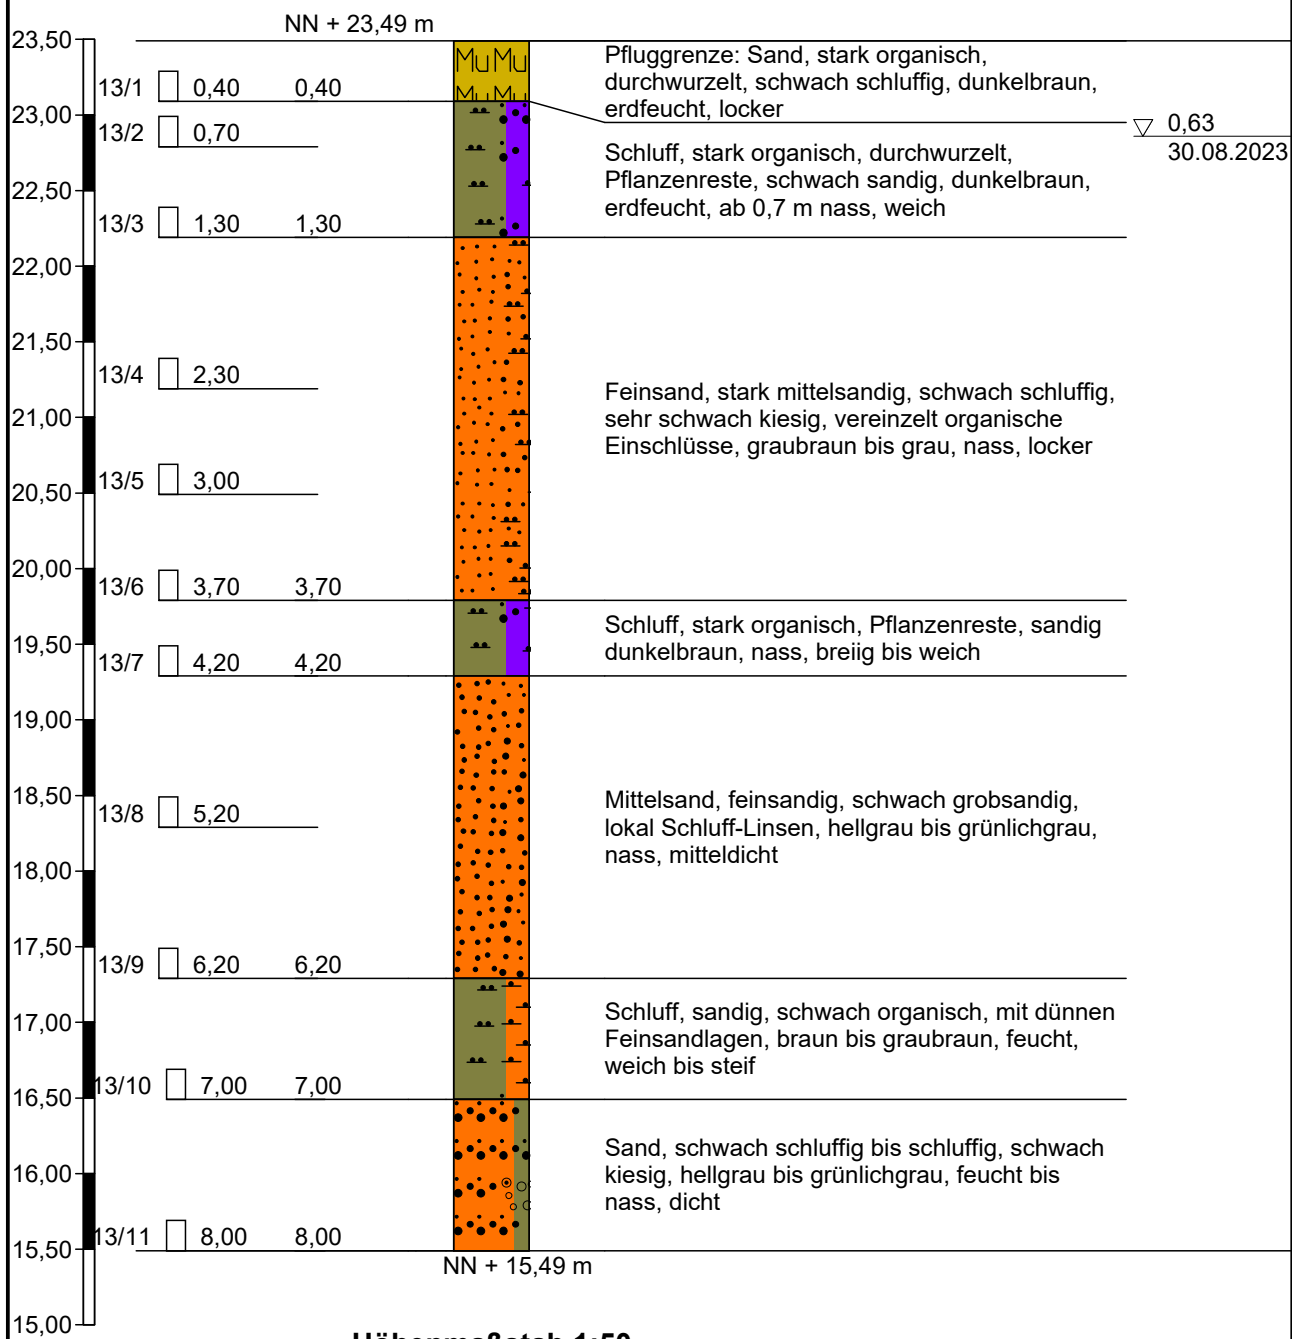 NN + 23,49 m
23,50
Pfluggrenze: Sand, stark organisch,
durchwurzelt, schwach schluffig, dunkelbraun,
erdfeucht, locker
MuMu
MuMu
13/1 0,40 0,40
23,00
0,63
30.08.2023
13/2 0,70
Schluff, stark organisch, durchwurzelt,
Pflanzenreste, schwach sandig, dunkelbraun,
erdfeucht, ab 0,7 m nass, weich
22,50
13/3 1,30 1,30
22,00
21,50
13/4 2,30
Feinsand, stark mittelsandig, schwach schluffig,
sehr schwach kiesig, vereinzelt organische
Einschlüsse, graubraun bis grau, nass, locker
21,00
13/5 3,00
20,50
20,00
13/6 3,70 3,70
Schluff, stark organisch, Pflanzenreste, sandig
dunkelbraun, nass, breiig bis weich
19,50
13/7 4,20 4,20
19,00
18,50
13/8 5,20
Mittelsand, feinsandig, schwach grobsandig,
lokal Schluff-Linsen, hellgrau bis grünlichgrau,
nass, mitteldicht
18,00
17,50
13/9 6,20 6,20
17,00
Schluff, sandig, schwach organisch, mit dünnen
Feinsandlagen, braun bis graubraun, feucht,
weich bis steif
13/10 7,00 7,00
16,50
16,00
Sand, schwach schluffig bis schluffig, schwach
kiesig, hellgrau bis grünlichgrau, feucht bis
nass, dicht
13/11 8,00 8,00
15,50
NN + 15,49 m
15,00
Höhenmaßstab 1:50